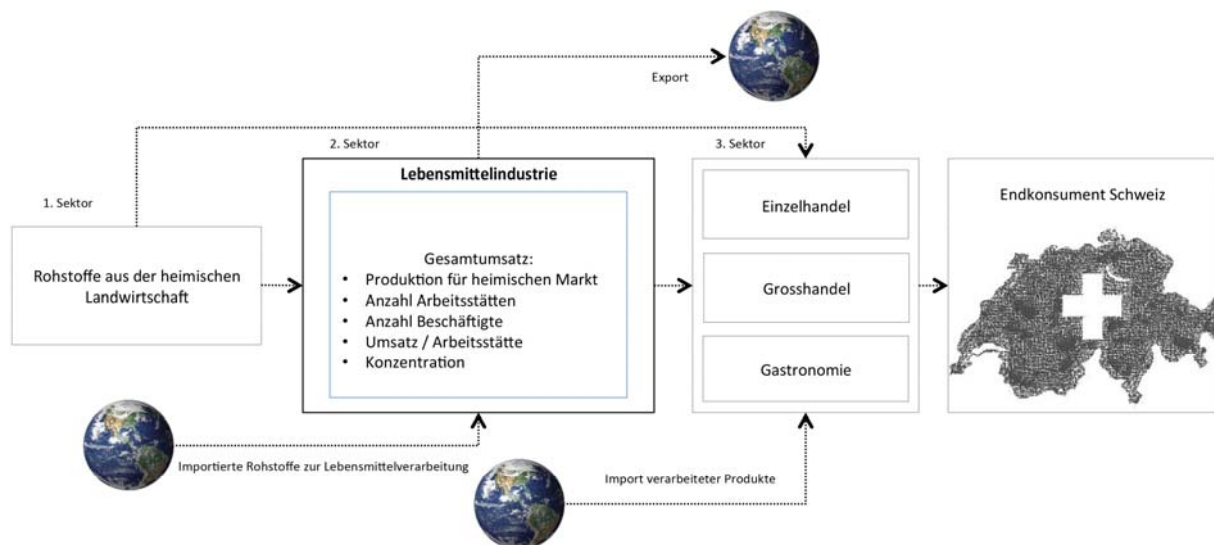 Export
1. Sektor
2. Sektor
3. Sektor
Rohstoffe aus der heimischen
Landwirtschaft
Lebensmittelindustrie
Gesamtumsatz:
• Produktion für heimischen Markt
• Anzahl Arbeitsstätten
• Anzahl Beschäftigte
• Umsatz / Arbeitsstätte
• Konzentration
Einzelhandel
Grosshandel
Gastronomie
Endkonsument Schweiz
Importierte Rohstoffe zur Lebensmittelverarbeitung
Import verarbeiteter Produkte